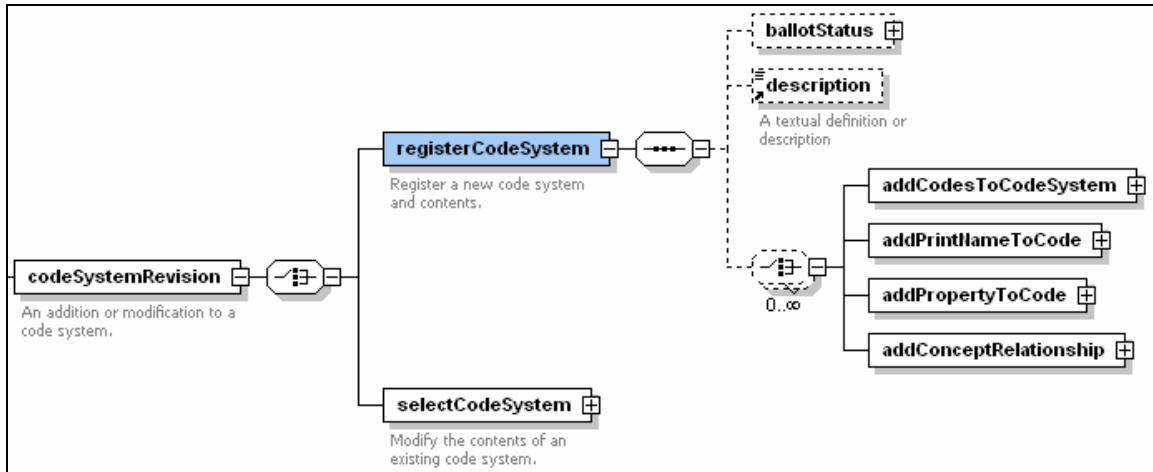 ballotStatus
description
A textual definition or
description
registerCodeSystem
Register a new code system
and contents.
addCodesToCodeSystem
addPrintNameToCode
codeSystemRevision
An addition or modification to a
code system.
0..∞
addPropertyToCode
addConceptRelationship
selectCodeSystem
Modify the contents of an
existing code system.